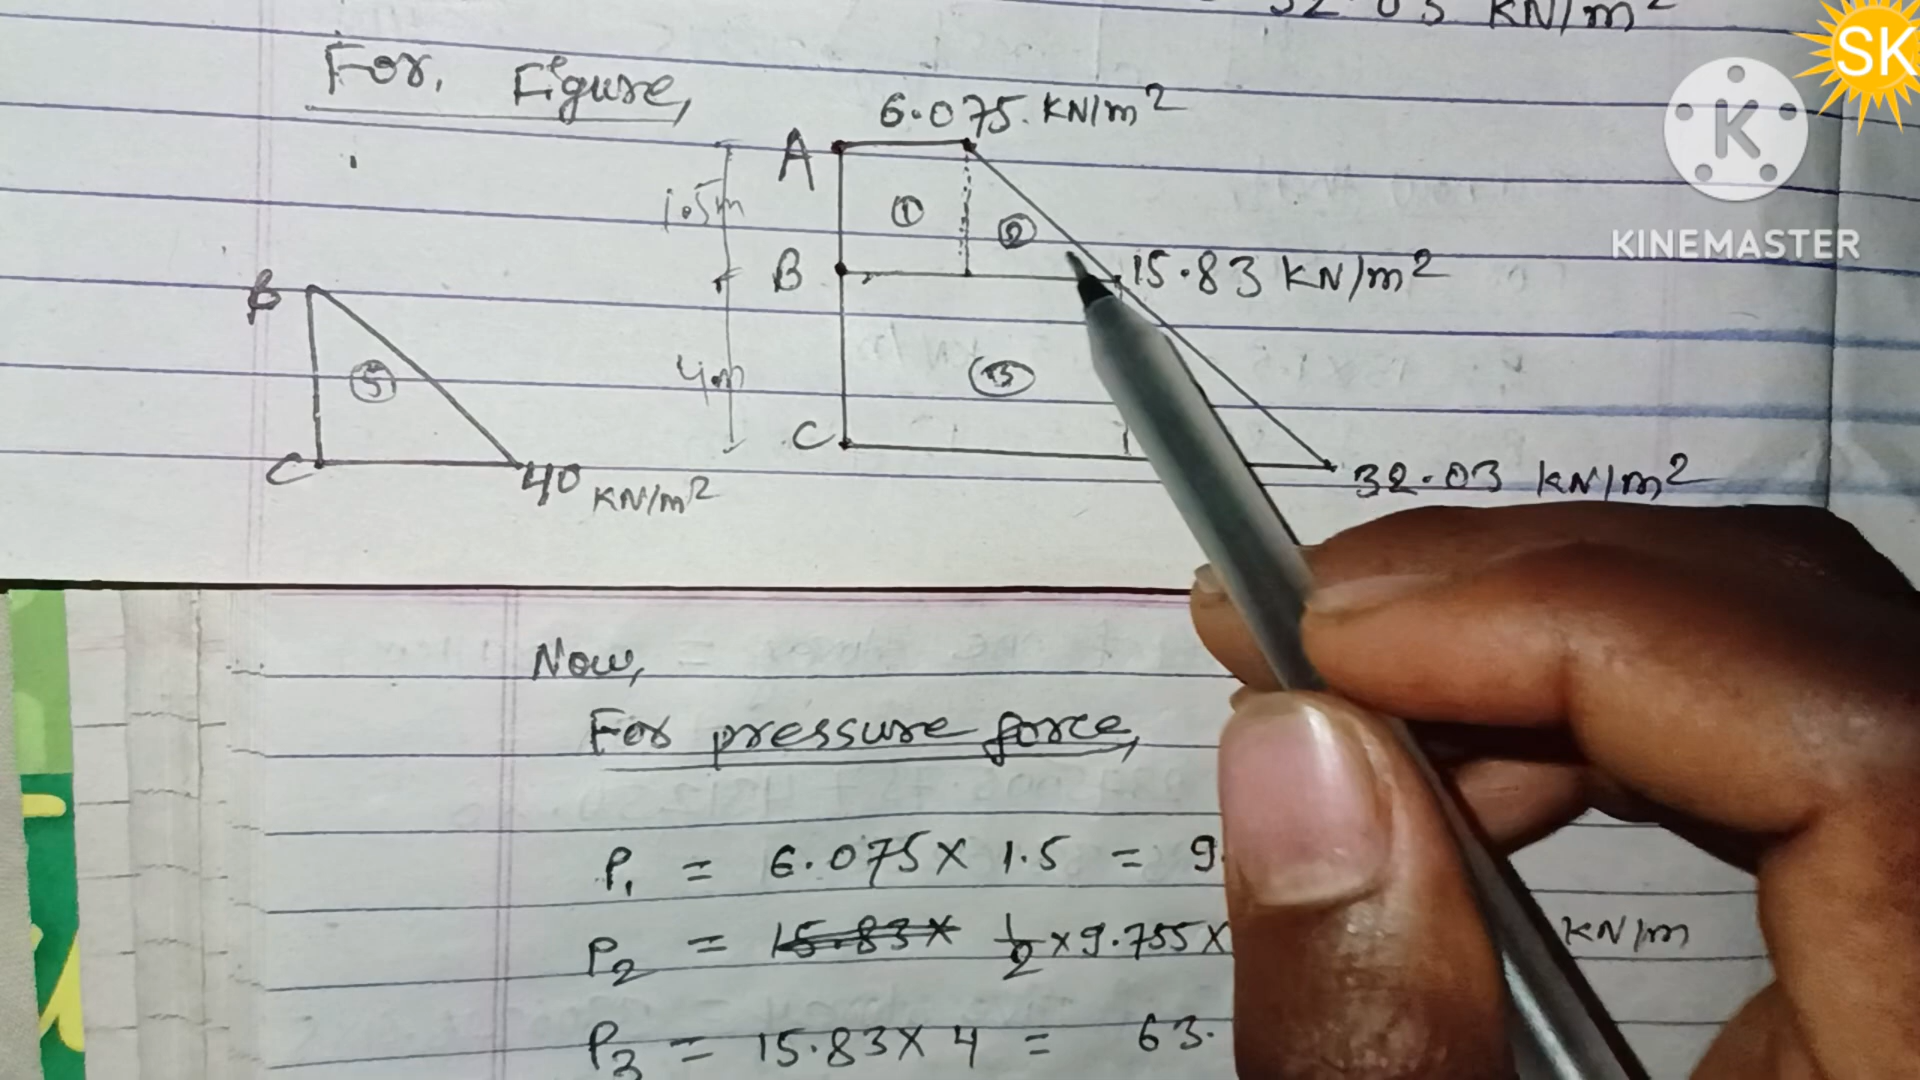 KN/m²
SK
K
KINEMASTER
For, Figure,
6.075 KN/m²
A
1.5m
①
②
B
15.83 KN/m²
B
4m
⑤
C
C
40 KN/m²
32.03 KN/m²
Now,
For pressure force,
P₁ = 6.075 × 1.5 = 9.
P₂ = 15.83× ½ × 9.755 × KN/m
P₃ = 15.83 × 4 = 63.